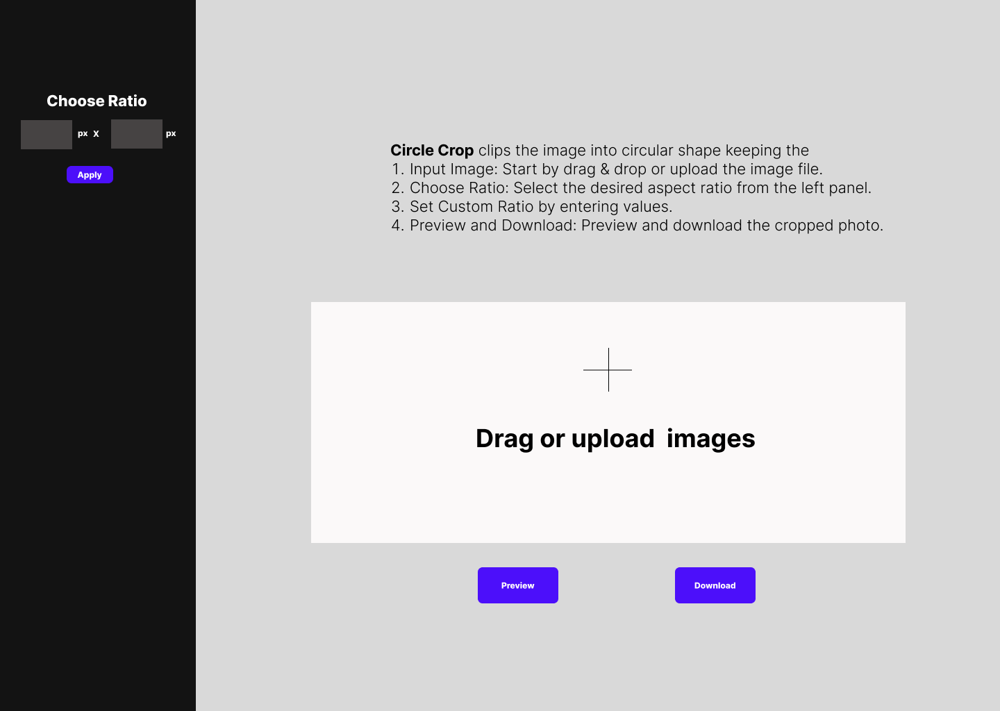 Choose Ratio
px X px
Apply
Circle Crop clips the image into circular shape keeping the
1. Input Image: Start by drag & drop or upload the image file.
2. Choose Ratio: Select the desired aspect ratio from the left panel.
3. Set Custom Ratio by entering values.
4. Preview and Download: Preview and download the cropped photo.
Drag or upload  images
Preview
Download